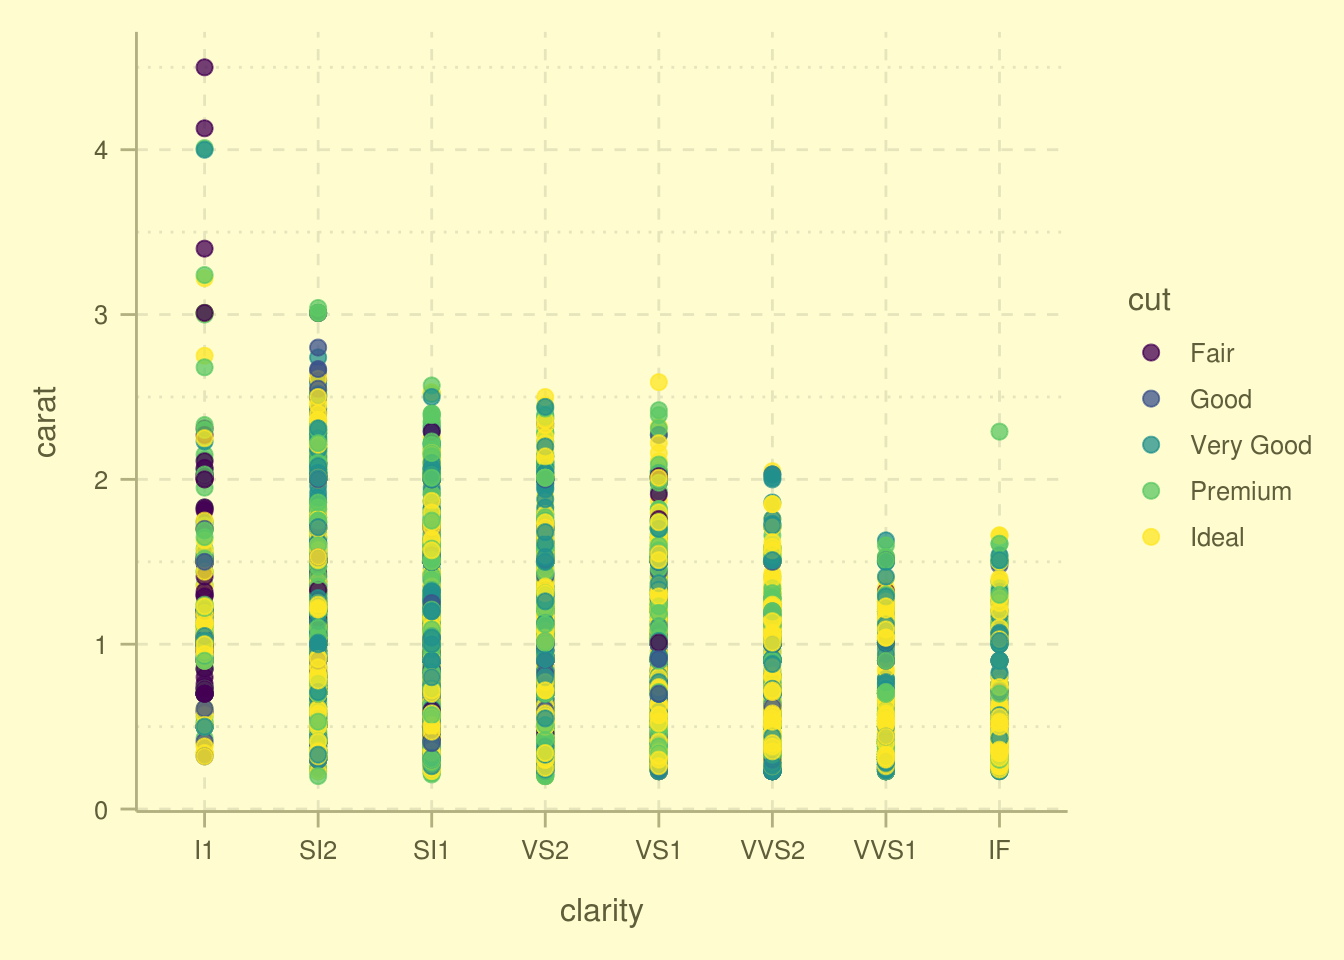 4
3
2
1
0
carat
I1 SI2 SI1 VS2 VS1 VVS2 VVS1 IF
clarity
cut
Fair
Good
Very Good
Premium
Ideal